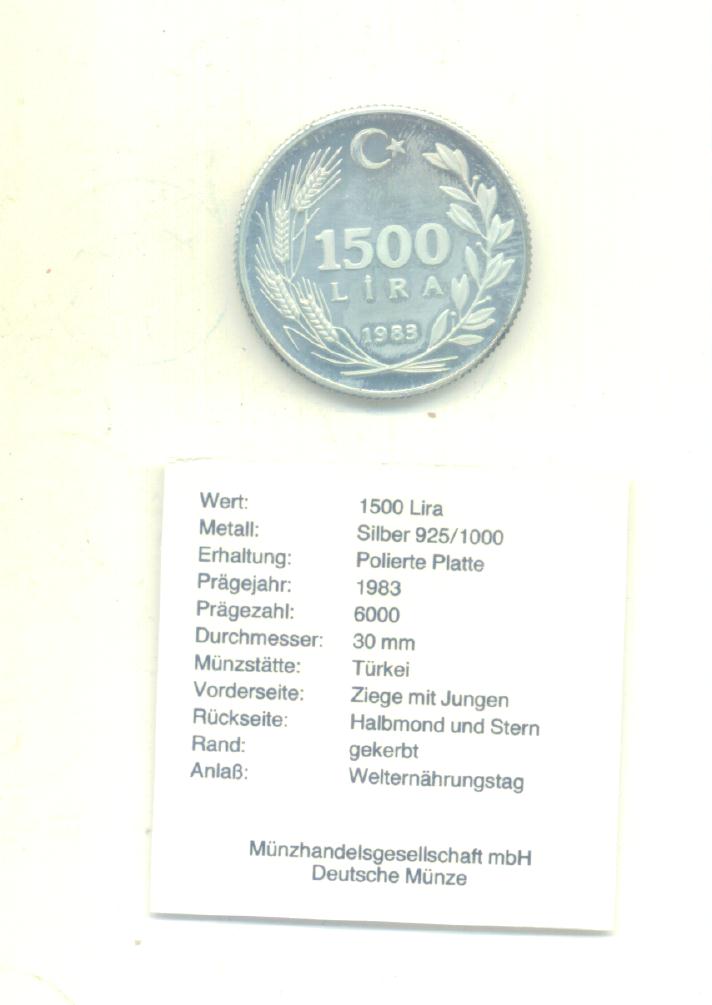 1500
LİRA
1983
Wert: 1500 Lira
Metall: Silber 925/1000
Erhaltung: Polierte Platte
Prägejahr: 1983
Prägezahl: 6000
Durchmesser: 30 mm
Münzstätte: Türkei
Vorderseite: Ziege mit Jungen
Rückseite: Halbmond und Stern
Rand: gekerbt
Anlaß: Welternährungstag
Münzhandelsgesellschaft mbH
Deutsche Münze